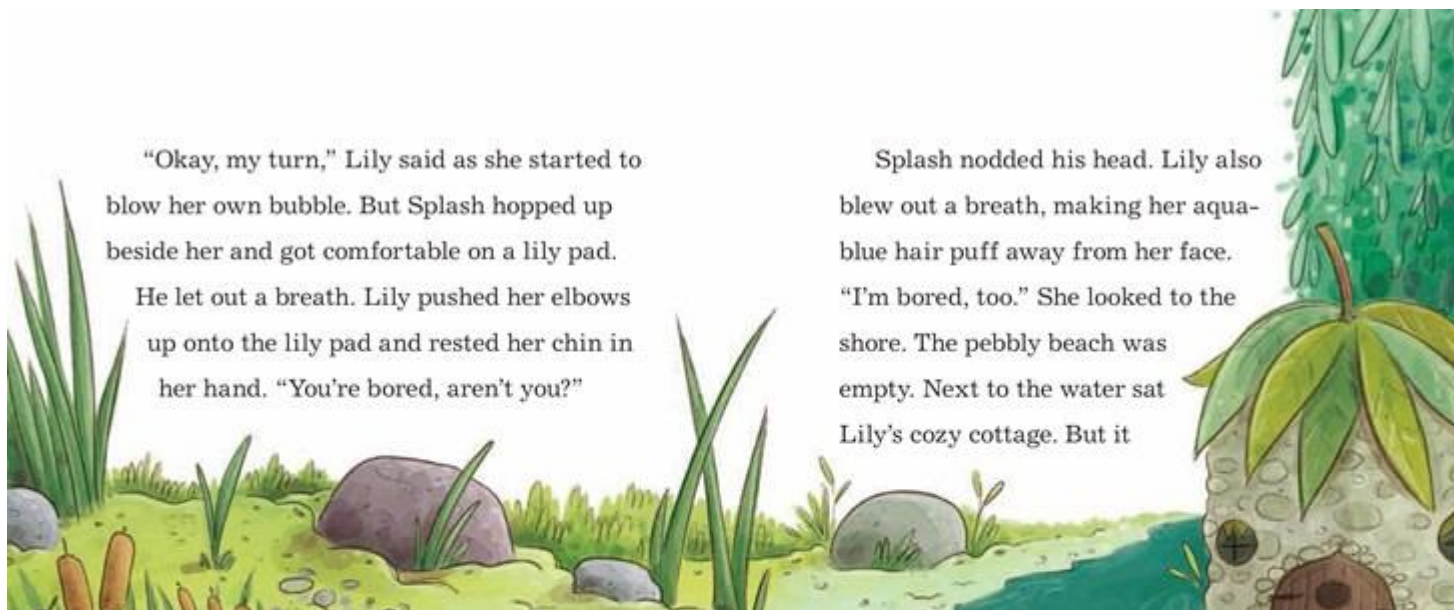 “Okay, my turn,” Lily said as she started to
blow her own bubble. But Splash hopped up
beside her and got comfortable on a lily pad.
He let out a breath. Lily pushed her elbows
up onto the lily pad and rested her chin in
her hand. “You’re bored, aren’t you?”
Splash nodded his head. Lily also
blew out a breath, making her aqua-
blue hair puff away from her face.
“I’m bored, too.” She looked to the
shore. The pebbly beach was
empty. Next to the water sat
Lily’s cozy cottage. But it